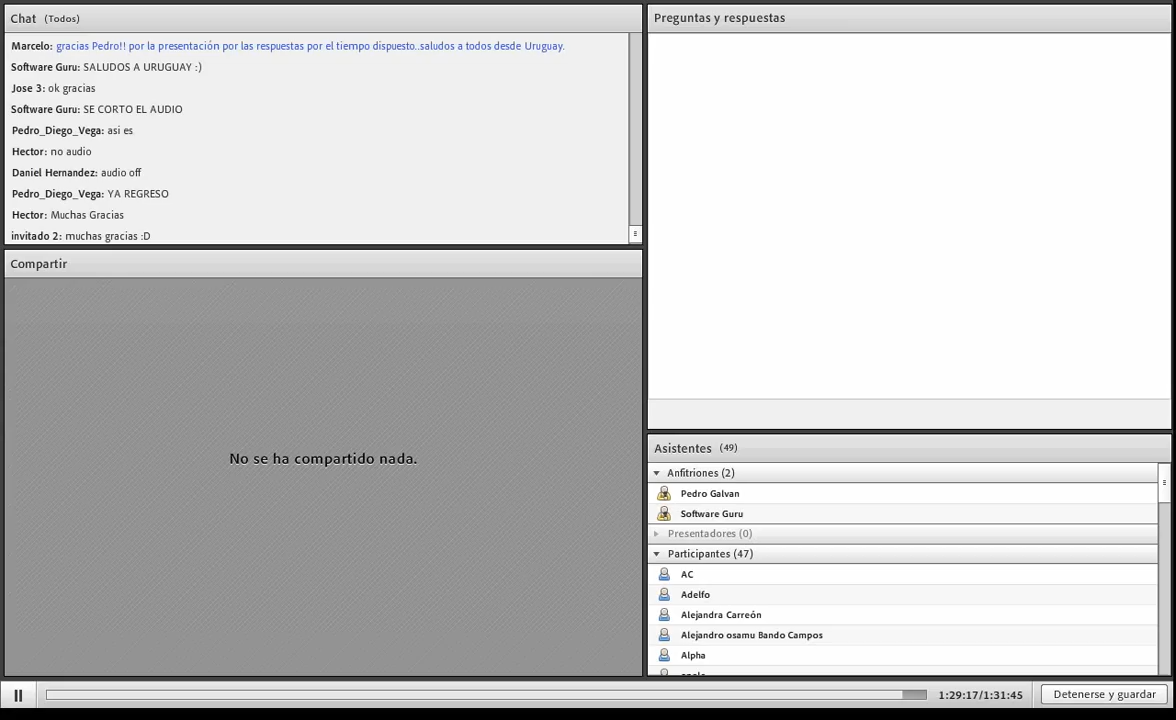 Chat (Todos)
Marcelo: gracias Pedro!! por la presentación por las respuestas por el tiempo dispuesto..saludos a todos desde Uruguay.
Software Guru: SALUDOS A URUGUAY :)
Jose 3: ok gracias
Software Guru: SE CORTO EL AUDIO
Pedro_Diego_Vega: asi es
Hector: no audio
Daniel Hernandez: audio off
Pedro_Diego_Vega: YA REGRESO
Hector: Muchas Gracias
invitado 2: muchas gracias :D
Compartir
No se ha compartido nada.
Preguntas y respuestas
Asistentes (49)
Anfitriones (2)
Pedro Galvan
Software Guru
Presentadores (0)
Participantes (47)
AC
Adelfo
Alejandra Carreón
Alejandro osamu Bando Campos
Alpha
1:29:17/1:31:45
Detenerse y guardar